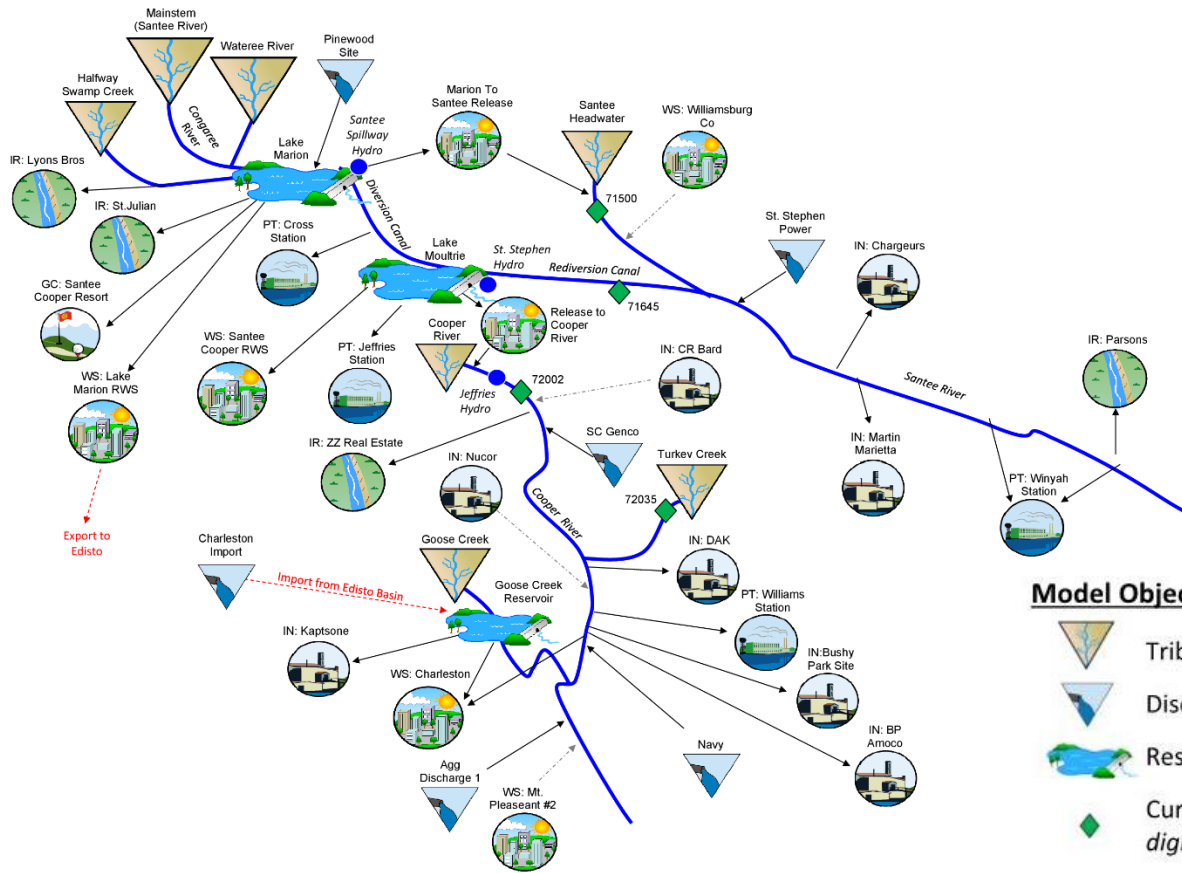 Mainstem
(Santee River)
Wateree River
Pinewood
Site
Halfway
Swamp Creek
Congaree
River
Lake
Marion
Santee
Spillway
Hydro
Marion To
Santee Release
Santee
Headwater
WS: Williamsburg
Co
IR: Lyons Bros
IR: St.Julian
71500
Diversion Canal
PT: Cross
Station
Lake
Moultrie
St. Stephen
Hydro
Rediversion Canal
71645
St. Stephen
Power
IN: Chargeurs
GC: Santee
Cooper Resort
WS: Santee
Cooper RWS
PT: Jeffries
Station
Cooper
River
Release to
Cooper
River
IN: CR Bard
IR: Parsons
WS: Lake
Marion RWS
Jeffries
Hydro
72002
Santee River
IR: ZZ Real Estate
IN: Nucor
SC Genco
Turkey Creek
IN: Martin
Marietta
PT: Winyah
Station
Export to
Edisto
Cooper River
72035
Charleston
Import
Import from Edisto Basin
Goose Creek
Goose Creek
Reservoir
IN: DAK
PT: Williams
Station
IN: Kaptsone
WS: Charleston
IN:Bushy
Park Site
IN: BP
Amoco
Navy
Agg
Discharge 1
WS: Mt.
Pleaseant #2
Model Objec
Trib
Disc
Res
Cur
digi